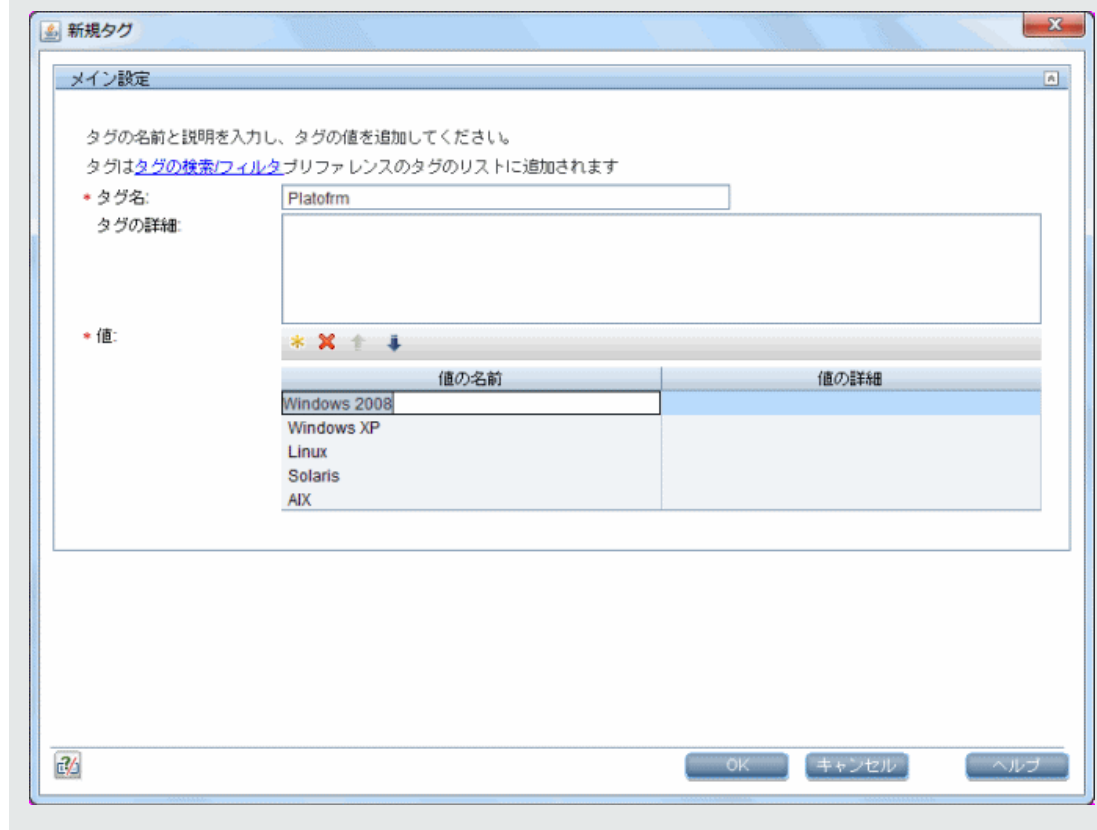 新規タグ
メイン設定
タグの名前と説明を入力し、タグの値を追加してください。
タグはタグの検索/フィルタプリファレンスのタグのリストに追加されます
* タグ名: Platofrm
タグの詳細:
* 値:
値の名前 値の詳細
Windows 2008
Windows XP
Linux
Solaris
AIX
OK キャンセル ヘルプ